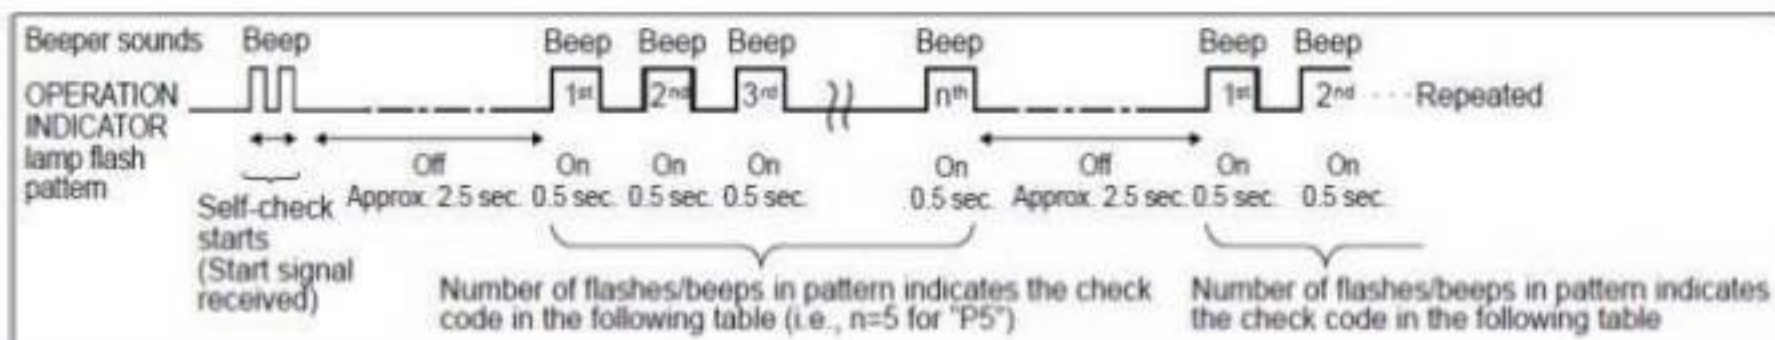 Beeper sounds Beep Beep Beep Beep Beep Beep Beep
OPERATION 1st 2nd 3rd nth 1st 2nd ···· Repeated
INDICATOR
lamp flash Off On On On On Off On On
pattern Approx. 2.5 sec. 0.5 sec. 0.5 sec. 0.5 sec. 0.5 sec. Approx. 2.5 sec. 0.5 sec. 0.5 sec.
Self-check
starts
(Start signal
received)
Number of flashes/beeps in pattern indicates the check
code in the following table (i.e., n=5 for "P5")
Number of flashes/beeps in pattern indicates
the check code in the following table